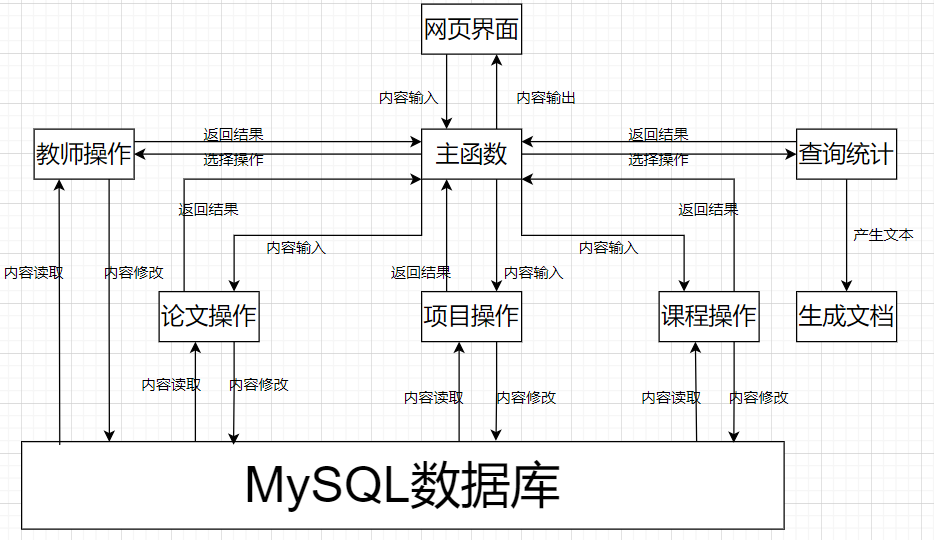 网页界面
内容输入
内容输出
教师操作
返回结果
选择操作
主函数
返回结果
选择操作
查询统计
返回结果
内容输入
返回结果
内容输入
内容输入
返回结果
产生文本
内容读取
内容修改
论文操作
项目操作
课程操作
生成文档
内容读取
内容修改
内容读取
内容修改
内容读取
内容修改
MySQL数据库